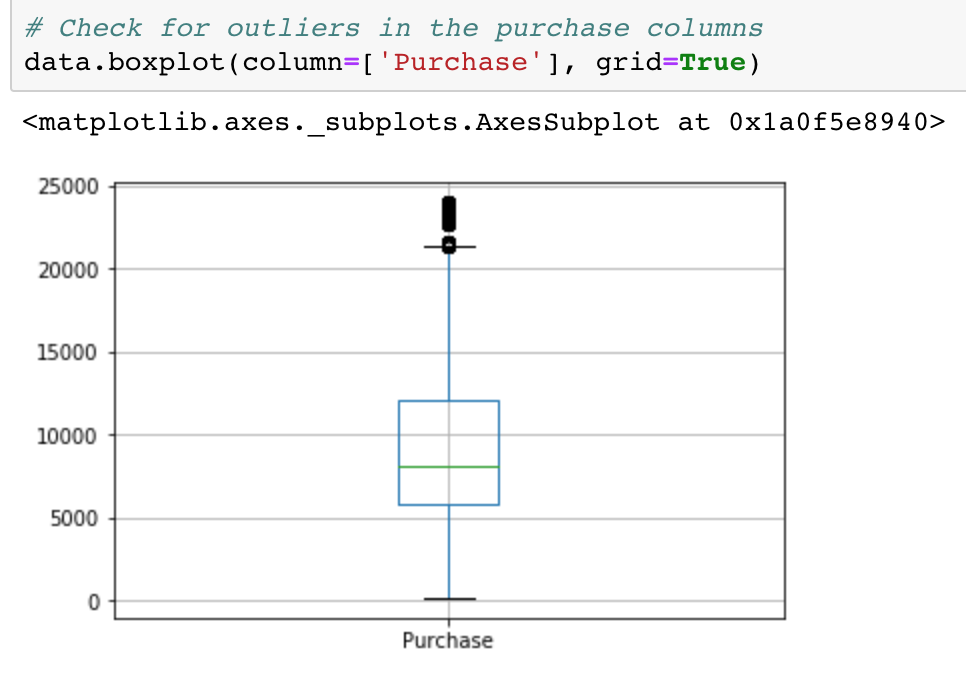 # Check for outliers in the purchase columns
data.boxplot(column=['Purchase'], grid=True)
<matplotlib.axes._subplots.AxesSubplot at 0x1a0f5e8940>
25000
20000
15000
10000
5000
0
Purchase